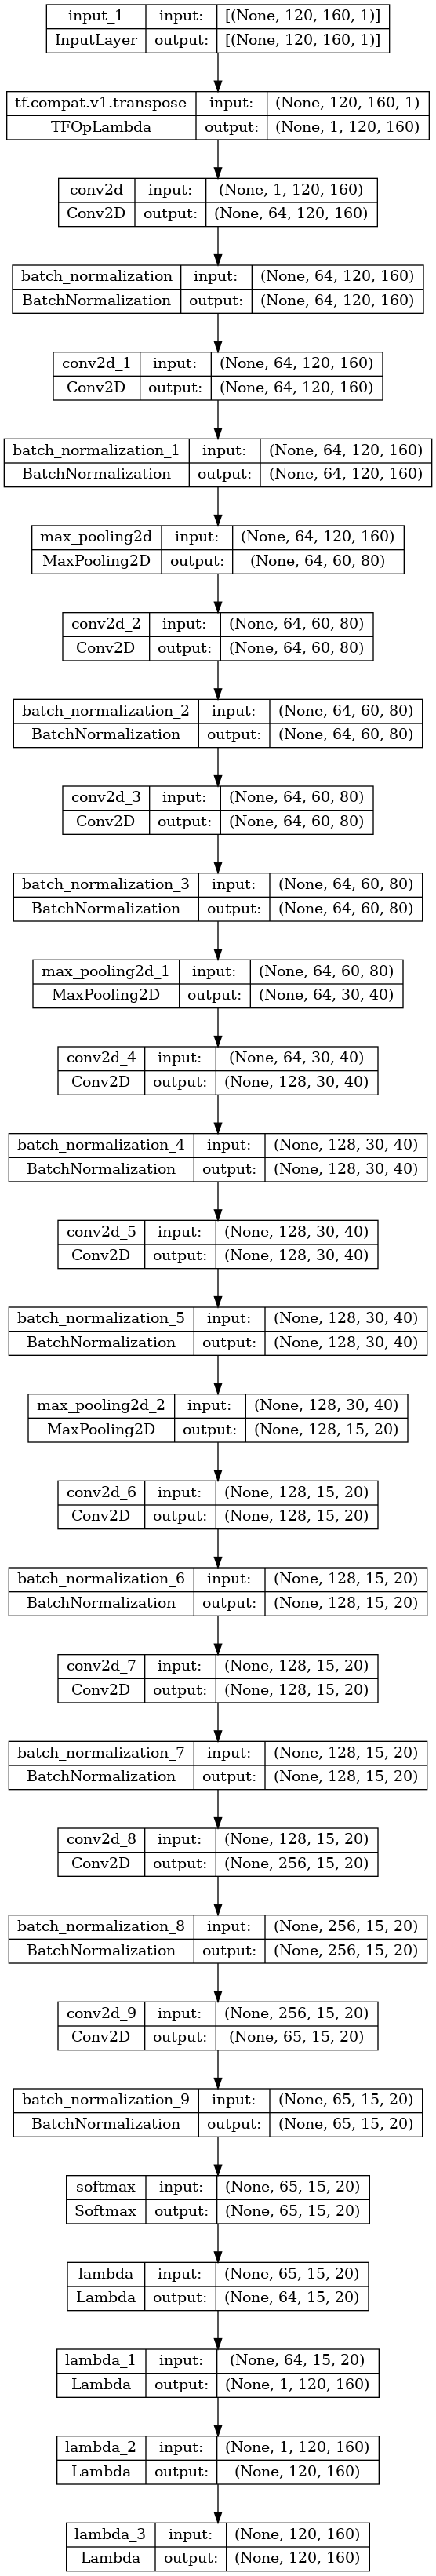 input_1 input: [(None, 120, 160, 1)]
InputLayer output: [(None, 120, 160, 1)]
tf.compat.v1.transpose input: (None, 120, 160, 1)
TFOpLambda output: (None, 1, 120, 160)
conv2d input: (None, 1, 120, 160)
Conv2D output: (None, 64, 120, 160)
batch_normalization input: (None, 64, 120, 160)
BatchNormalization output: (None, 64, 120, 160)
conv2d_1 input: (None, 64, 120, 160)
Conv2D output: (None, 64, 120, 160)
batch_normalization_1 input: (None, 64, 120, 160)
BatchNormalization output: (None, 64, 120, 160)
max_pooling2d input: (None, 64, 120, 160)
MaxPooling2D output: (None, 64, 60, 80)
conv2d_2 input: (None, 64, 60, 80)
Conv2D output: (None, 64, 60, 80)
batch_normalization_2 input: (None, 64, 60, 80)
BatchNormalization output: (None, 64, 60, 80)
conv2d_3 input: (None, 64, 60, 80)
Conv2D output: (None, 64, 60, 80)
batch_normalization_3 input: (None, 64, 60, 80)
BatchNormalization output: (None, 64, 60, 80)
max_pooling2d_1 input: (None, 64, 60, 80)
MaxPooling2D output: (None, 64, 30, 40)
conv2d_4 input: (None, 64, 30, 40)
Conv2D output: (None, 128, 30, 40)
batch_normalization_4 input: (None, 128, 30, 40)
BatchNormalization output: (None, 128, 30, 40)
conv2d_5 input: (None, 128, 30, 40)
Conv2D output: (None, 128, 30, 40)
batch_normalization_5 input: (None, 128, 30, 40)
BatchNormalization output: (None, 128, 30, 40)
max_pooling2d_2 input: (None, 128, 30, 40)
MaxPooling2D output: (None, 128, 15, 20)
conv2d_6 input: (None, 128, 15, 20)
Conv2D output: (None, 128, 15, 20)
batch_normalization_6 input: (None, 128, 15, 20)
BatchNormalization output: (None, 128, 15, 20)
conv2d_7 input: (None, 128, 15, 20)
Conv2D output: (None, 128, 15, 20)
batch_normalization_7 input: (None, 128, 15, 20)
BatchNormalization output: (None, 128, 15, 20)
conv2d_8 input: (None, 128, 15, 20)
Conv2D output: (None, 256, 15, 20)
batch_normalization_8 input: (None, 256, 15, 20)
BatchNormalization output: (None, 256, 15, 20)
conv2d_9 input: (None, 256, 15, 20)
Conv2D output: (None, 65, 15, 20)
batch_normalization_9 input: (None, 65, 15, 20)
BatchNormalization output: (None, 65, 15, 20)
softmax input: (None, 65, 15, 20)
Softmax output: (None, 65, 15, 20)
lambda input: (None, 65, 15, 20)
Lambda output: (None, 64, 15, 20)
lambda_1 input: (None, 64, 15, 20)
Lambda output: (None, 1, 120, 160)
lambda_2 input: (None, 1, 120, 160)
Lambda output: (None, 120, 160)
lambda_3 input: (None, 120, 160)
Lambda output: (None, 120, 160)